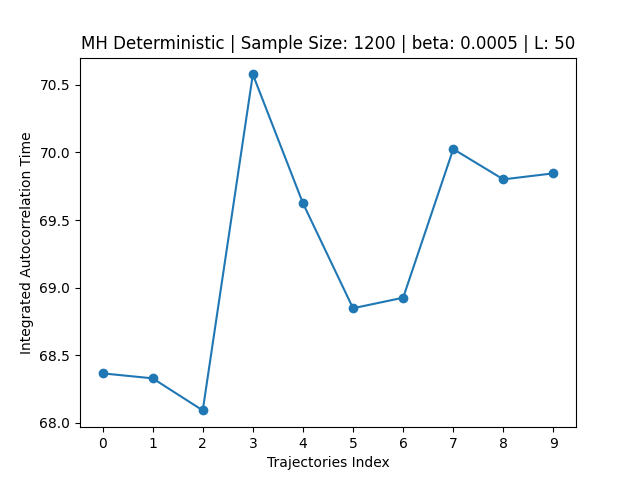 MH Deterministic | Sample Size: 1200 | beta: 0.0005 | L: 50
Integrated Autocorrelation Time
70.5
70.0
69.5
69.0
68.5
68.0
0 1 2 3 4 5 6 7 8 9
Trajectories Index